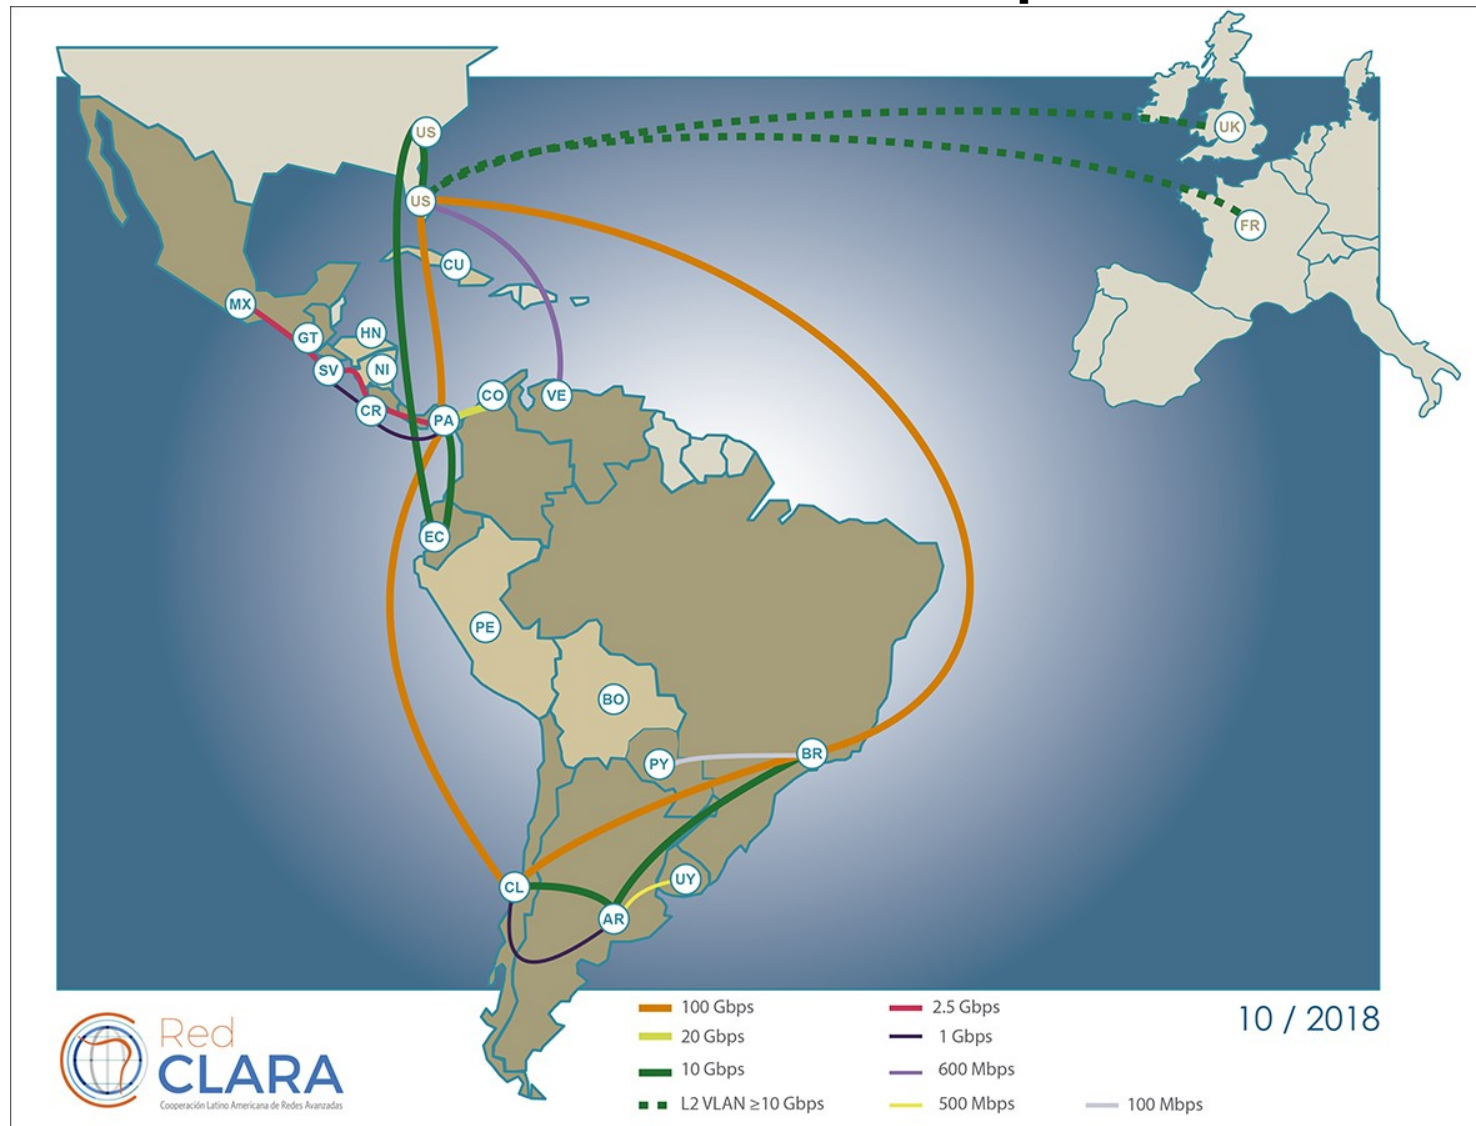 US
UK
US
FR
CU
MX
HN
GT
SV
NI
CO
VE
CR
PA
EC
PE
BO
BR
PY
UY
CL
AR
100 Gbps
2.5 Gbps
10 / 2018
20 Gbps
1 Gbps
10 Gbps
600 Mbps
L2 VLAN ≥10 Gbps
500 Mbps
100 Mbps
Red
CLARA
Cooperación Latino Americana de Redes Avanzadas